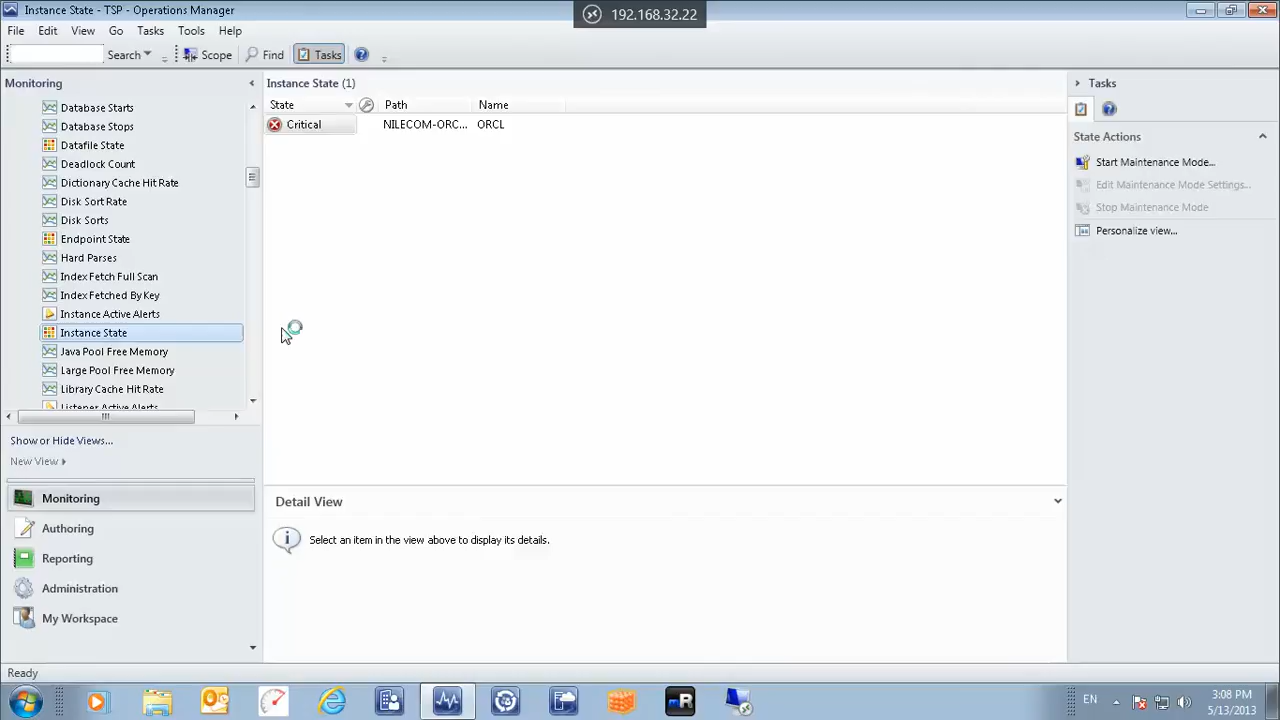 Instance State - TSP - Operations Manager
192.168.32.22
File Edit View Go Tasks Tools Help
Search Scope Find Tasks
Monitoring
Database Starts
Database Stops
Datafile State
Deadlock Count
Dictionary Cache Hit Rate
Disk Sort Rate
Disk Sorts
Endpoint State
Hard Parses
Index Fetch Full Scan
Index Fetched By Key
Instance Active Alerts
Instance State
Java Pool Free Memory
Large Pool Free Memory
Library Cache Hit Rate
Listener Active Alerts
Show or Hide Views...
New View
Monitoring
Authoring
Reporting
Administration
My Workspace
Instance State (1)
State Path Name
Critical NILECOM-ORC... ORCL
Detail View
Select an item in the view above to display its details.
Tasks
State Actions
Start Maintenance Mode...
Edit Maintenance Mode Settings...
Stop Maintenance Mode
Personalize view...
Ready
EN
3:08 PM
5/13/2013